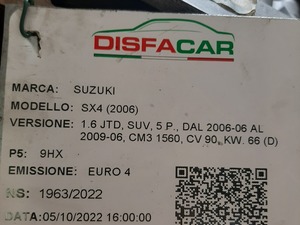 DISFACAR
MARCA: SUZUKI
MODELLO: SX4 (2006)
VERSIONE: 1.6 JTD, SUV, 5 P., DAL 2006-06 AL
2009-06, CM3 1560, CV 90, KW 66 (D)
P5: 9HX
EMISSIONE: EURO 4
NS: 1963/2022
DATA:05/10/2022 16:00:00